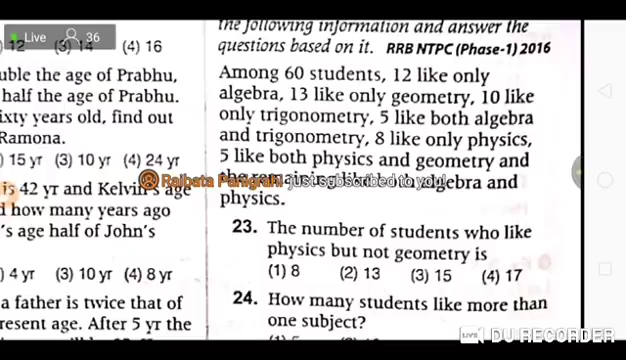 Live 36
) 12 (3) 14 (4) 16
uble the age of Prabhu,
half the age of Prabhu.
ixty years old, find out
Ramona.
) 15 yr (3) 10 yr (4) 24 yr
is 42 yr and Kelvin's age
d how many years ago
's age half of John's
) 4 yr (3) 10 yr (4) 8 yr
a father is twice that of
resent age. After 5 yr the
the following information and answer the
questions based on it. RRB NTPC (Phase-1) 2016
Among 60 students, 12 like only
algebra, 13 like only geometry, 10 like
only trigonometry, 5 like both algebra
and trigonometry, 8 like only physics,
5 like both physics and geometry and
the remaining like both algebra and
physics.
Raibata Panigrahi just subscribed to you!
23. The number of students who like
physics but not geometry is
(1) 8 (2) 13 (3) 15 (4) 17
24. How many students like more than
one subject?
LIVE DU RECORDER